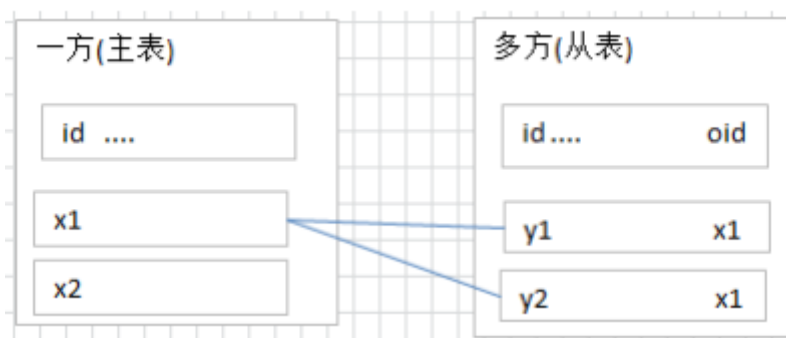 一方(主表)
id ....
x1
x2
多方(从表)
id.... oid
y1 x1
y2 x1